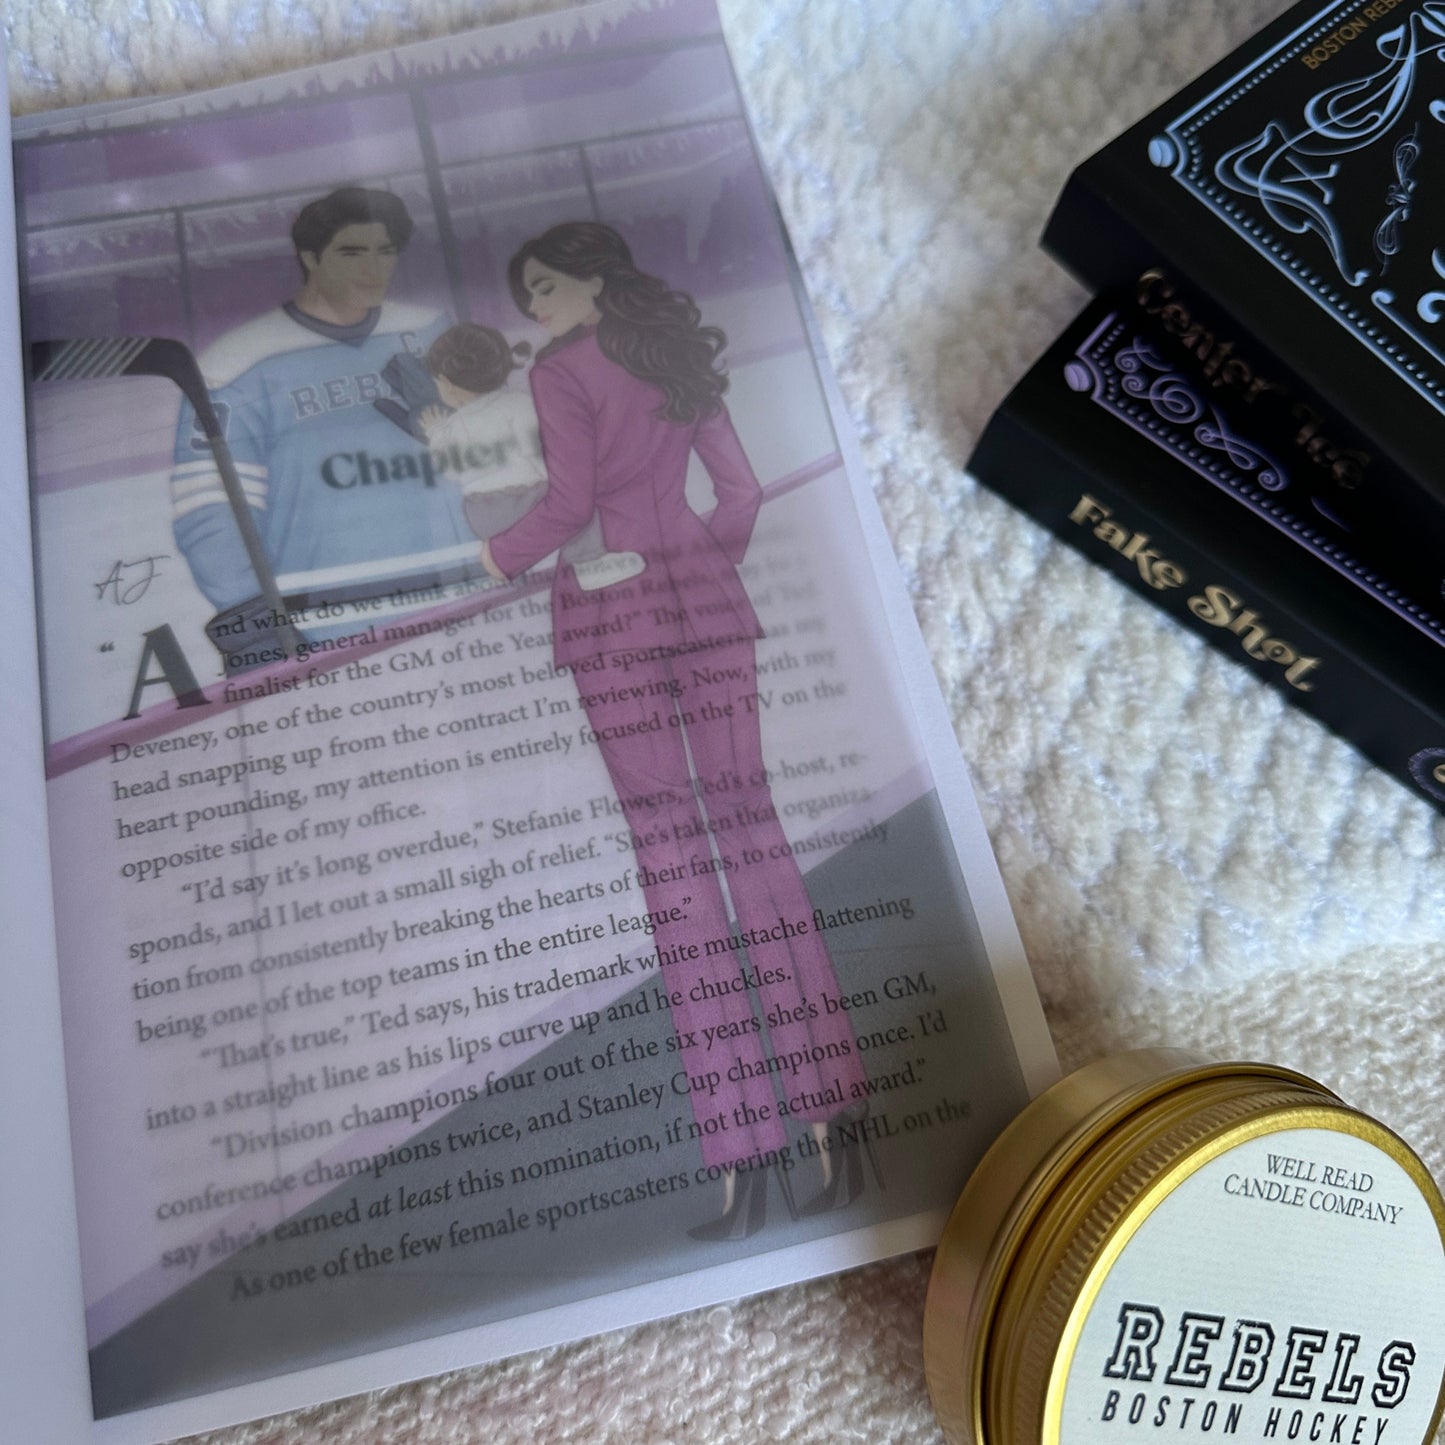 REB
C
9
Chapter
AJ
"And what do we think about
Jones, general manager for the Boston Rebels,
finalist for the GM of the Year award?" The voice of Ted
Deveney, one of the country's most beloved sportscasters, has my
head snapping up from the contract I'm reviewing. Now, with my
heart pounding, my attention is entirely focused on the TV on the
opposite side of my office.
"I'd say it's long overdue," Stefanie Flowers, Ted's co-host, re-
sponds, and I let out a small sigh of relief. "She's taken that organiza-
tion from consistently breaking the hearts of their fans, to consistently
being one of the top teams in the entire league."
"That's true," Ted says, his trademark white mustache flattening
into a straight line as his lips curve up and he chuckles.
"Division champions four out of the six years she's been GM,
conference champions twice, and Stanley Cup champions once. I'd
say she's earned at least this nomination, if not the actual award."
As one of the few female sportscasters covering the NHL on the
BOSTON REB
Center Ice
Fake Shot
WELL READ
CANDLE COMPANY
REBELS
BOSTON HOCKEY